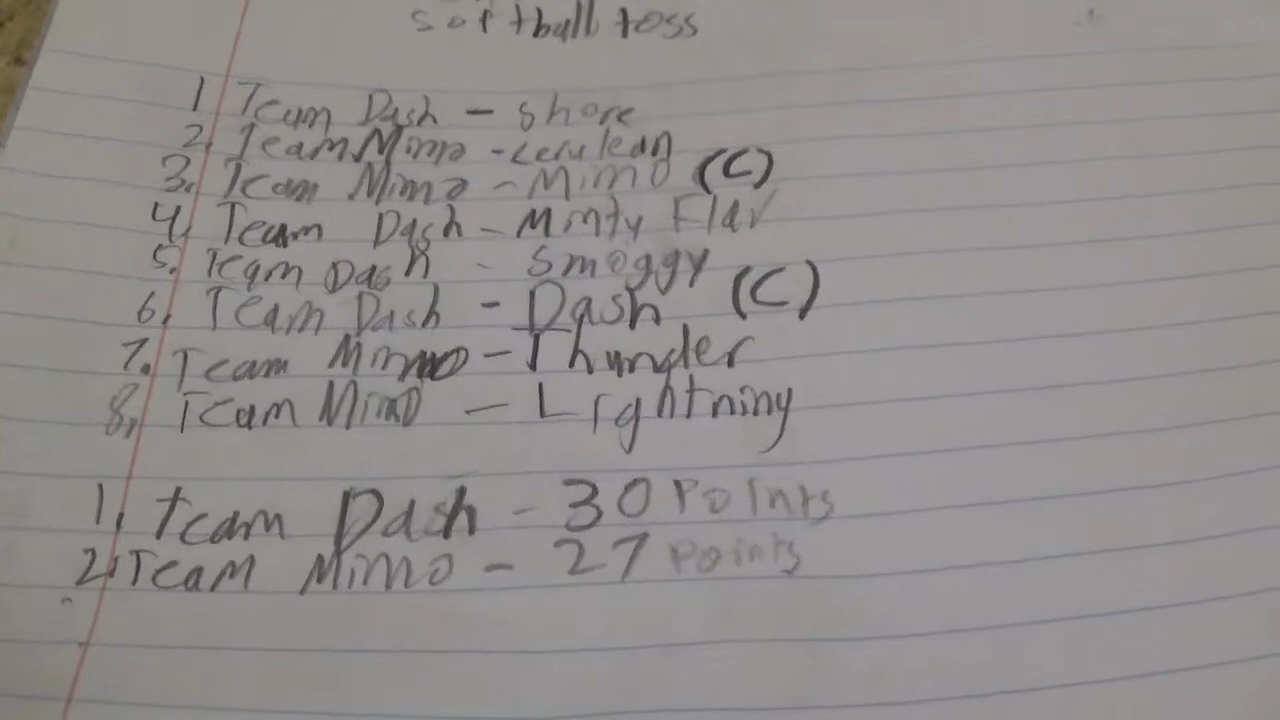 softball toss
1 Team Dash - shore
2. Team Mimo - cerulean
3. Team Mimo - Mimo (C)
4. Team Dash - Minty Flav
5. Team Dash - Smoggy
6. Team Dash - Dash (C)
7. Team Mimo - Thunder
8. Team Mimo - Lightning
1. Team Dash - 30 Points
2. Team Mimo - 27 Points